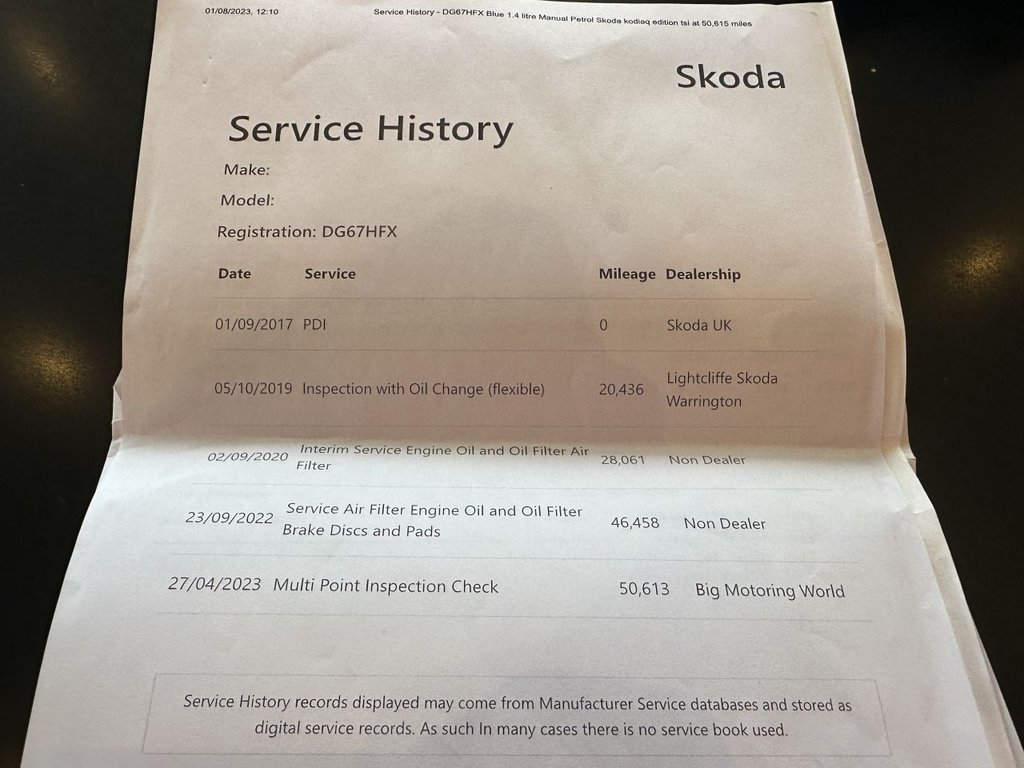 01/08/2023, 12:10 Service History - DG67HFX Blue 1.4 litre Manual Petrol Skoda kodiaq edition tsi at 50,615 miles
Skoda
Service History
Make:
Model:
Registration: DG67HFX
Date Service Mileage Dealership
01/09/2017 PDI 0 Skoda UK
05/10/2019 Inspection with Oil Change (flexible) 20,436 Lightcliffe Skoda
Warrington
02/09/2020 Interim Service Engine Oil and Oil Filter Air 28,061 Non Dealer
Filter
23/09/2022 Service Air Filter Engine Oil and Oil Filter 46,458 Non Dealer
Brake Discs and Pads
27/04/2023 Multi Point Inspection Check 50,613 Big Motoring World
Service History records displayed may come from Manufacturer Service databases and stored as
digital service records. As such In many cases there is no service book used.